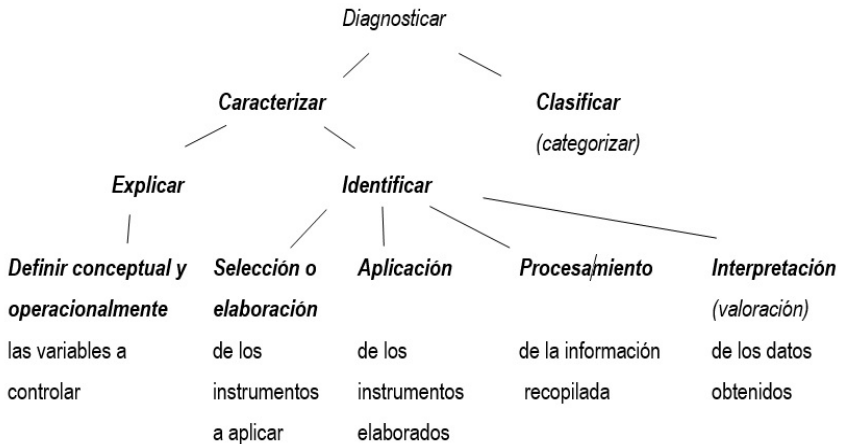 Diagnosticar
Caracterizar
Clasificar
(categorizar)
Explicar
Identificar
Definir conceptual y
operacionalmente
las variables a
controlar
Selección o
elaboración
de los
instrumentos
a aplicar
Aplicación
de los
instrumentos
elaborados
Procesamiento
de la información
recopilada
Interpretación
(valoración)
de los datos
obtenidos